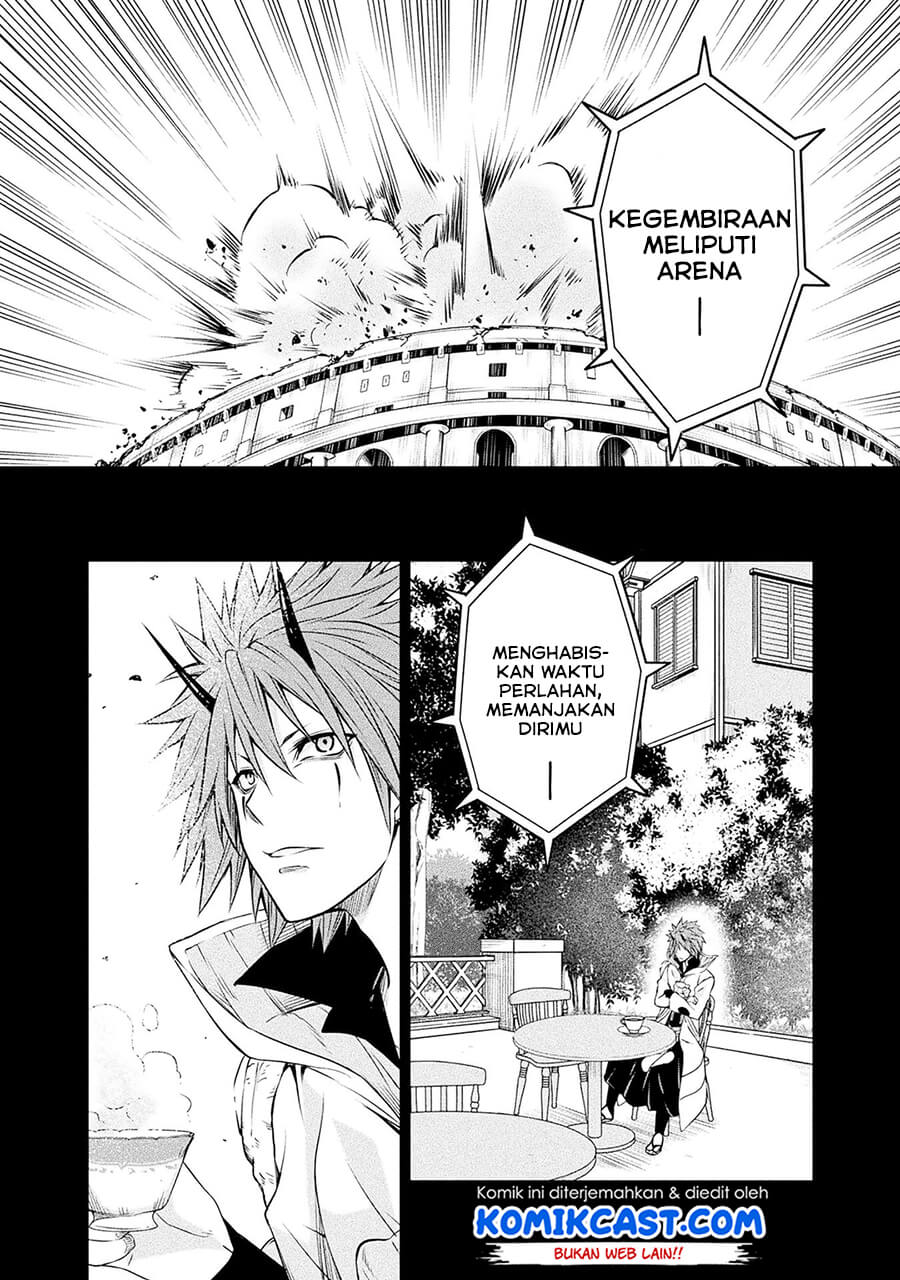 KEGEMBIRAAN
MELIPUTI
ARENA
—
MENGHABIS-
KAN WAKTU
PERLAHAN,
MEMANJAKAN
DIRIMU
—
Komik ini diterjemahkan & diedit oleh
KOMIKCAST.COM
BUKAN WEB LAIN!!